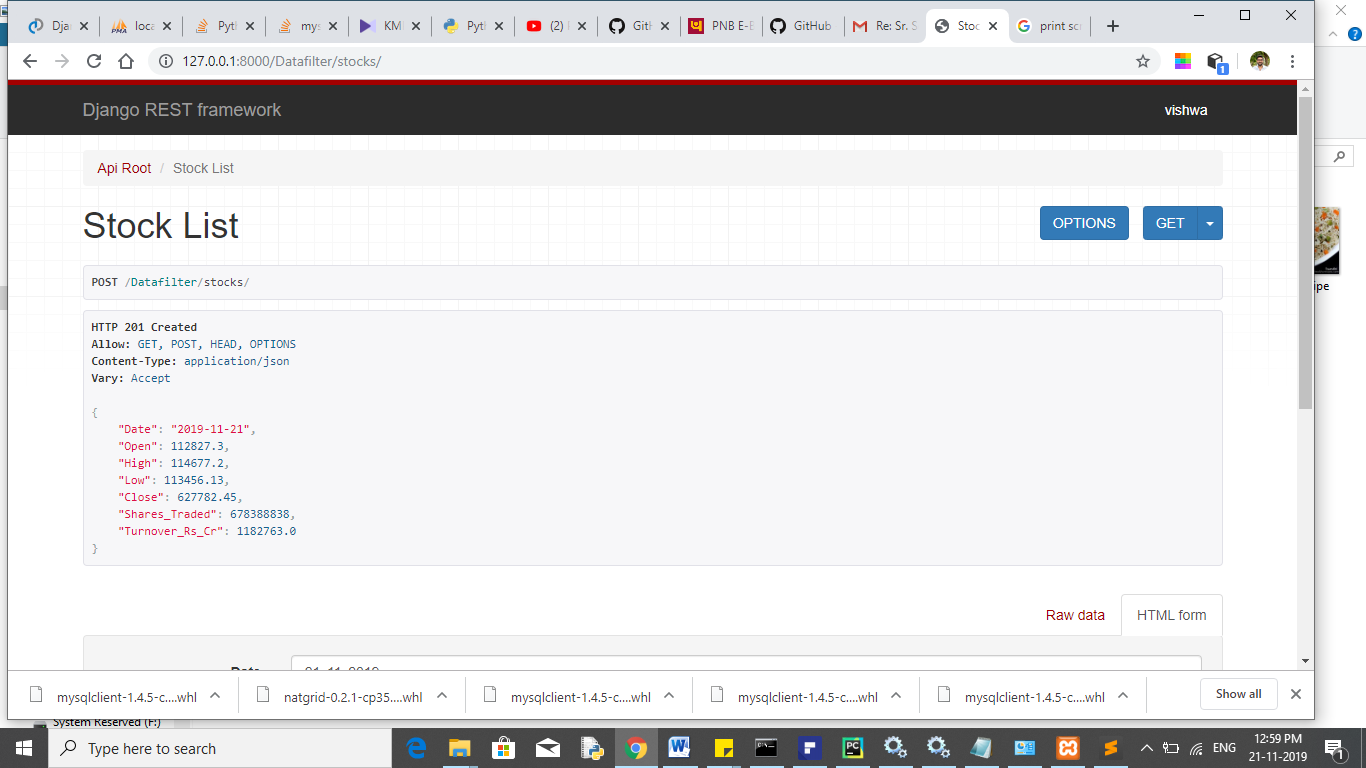 Djan
loca
Pyth
mys
KMI
Pyth
(2) I
GitH
PNB E-B
GitHub
Re: Sr. S
Stoc
print scr
127.0.0.1:8000/Datafilter/stocks/
1
Django REST framework
vishwa
Api Root / Stock List
Stock List
OPTIONS
GET
POST /Datafilter/stocks/
HTTP 201 Created
Allow: GET, POST, HEAD, OPTIONS
Content-Type: application/json
Vary: Accept
{
"Date": "2019-11-21",
"Open": 112827.3,
"High": 114677.2,
"Low": 113456.13,
"Close": 627782.45,
"Shares_Traded": 678388838,
"Turnover_Rs_Cr": 1182763.0
}
ipe
Raw data
HTML form
mysqlclient-1.4.5-c....whl
natgrid-0.2.1-cp35....whl
mysqlclient-1.4.5-c....whl
mysqlclient-1.4.5-c....whl
mysqlclient-1.4.5-c....whl
Show all
System Reserved (F:)
Type here to search
ENG
12:59 PM
21-11-2019
1